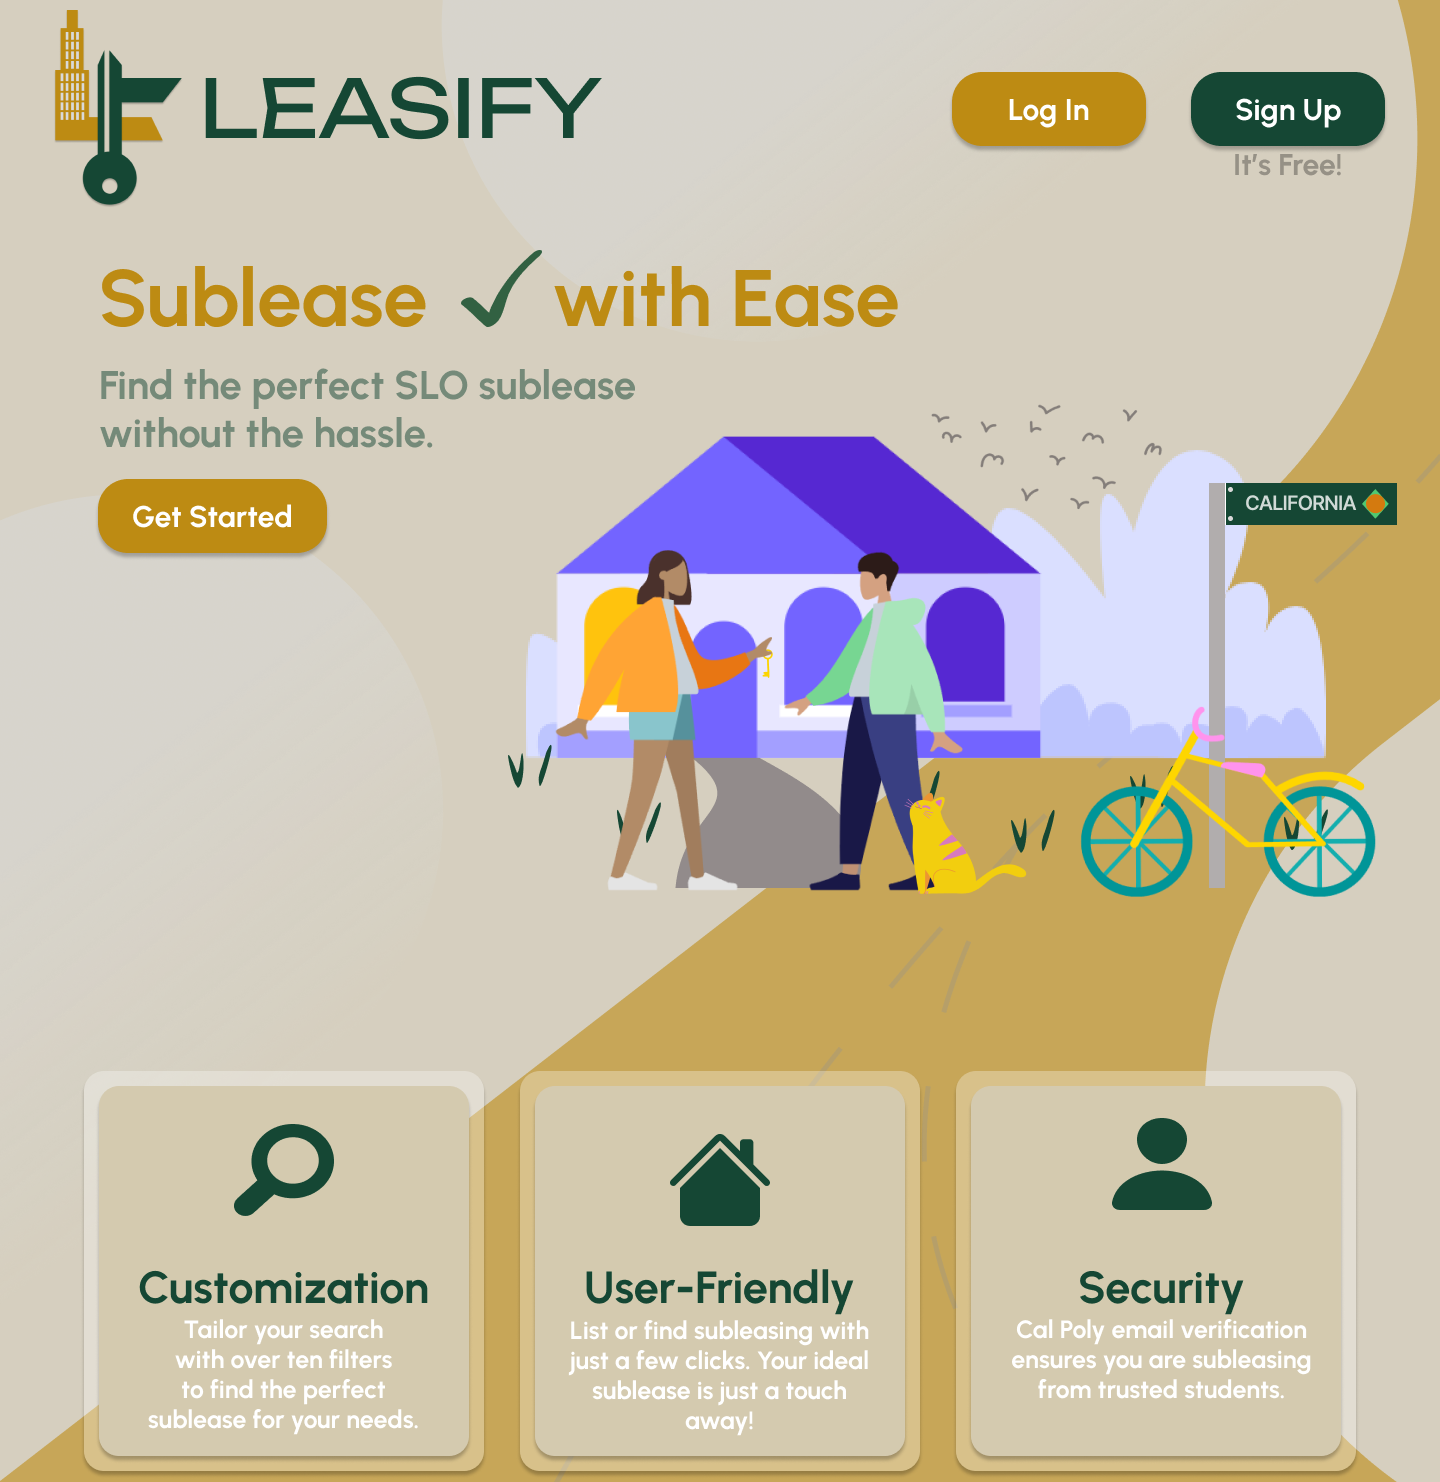 LEASIFY
Log In
Sign Up
It's Free!
Sublease with Ease
Find the perfect SLO sublease
without the hassle.
Get Started
CALIFORNIA
Customization
Tailor your search
with over ten filters
to find the perfect
sublease for your needs.
User-Friendly
List or find subleasing with
just a few clicks. Your ideal
sublease is just a touch
away!
Security
Cal Poly email verification
ensures you are subleasing
from trusted students.